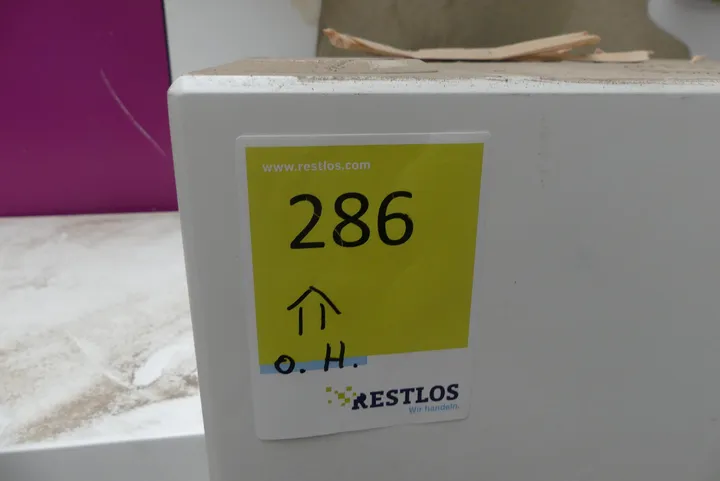 www.restlos.com
286
O. H.
RESTLOS
Wir handeln.